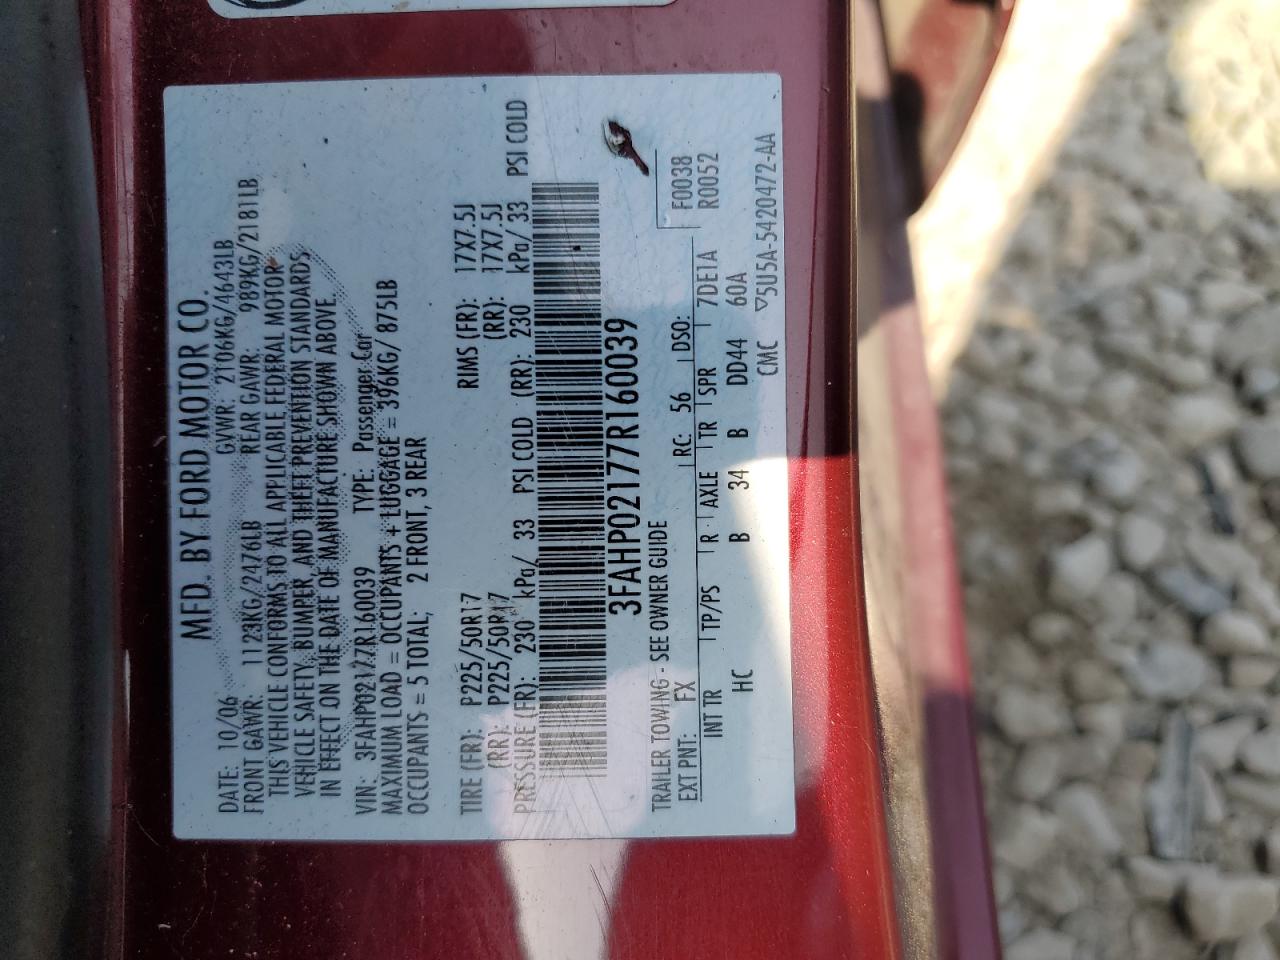 MFD. BY FORD MOTOR CO.
DATE: 10/06 GVWR: 2106KG/4643LB
FRONT GAWR: 1123KG/2476LB REAR GAWR: 989KG/2181LB
THIS VEHICLE CONFORMS TO ALL APPLICABLE FEDERAL MOTOR
VEHICLE SAFETY, BUMPER, AND THEFT PREVENTION STANDARDS
IN EFFECT ON THE DATE OF MANUFACTURE SHOWN ABOVE.
VIN: 3FAHP02177R160039 TYPE: Passenger Car
MAXIMUM LOAD = OCCUPANTS + LUGGAGE = 396KG/ 875LB
OCCUPANTS = 5 TOTAL; 2 FRONT, 3 REAR
TIRE (FR): P225/50R17 RIMS (FR): 17X7.5J
(RR): P225/50R17 (RR): 17X7.5J
PRESSURE (FR): 230 kPa/ 33 PSI COLD (RR): 230 kPa/ 33 PSI COLD
3FAHP02177R160039
TRAILER TOWING - SEE OWNER GUIDE F0038
EXT PNT: FX RC: 56 DSO: R0052
INT TR TP/PS R AXLE TR SPR 7DE1A
HC B 34 B DD44 60A
CMC ▽5U5A-5420472-AA